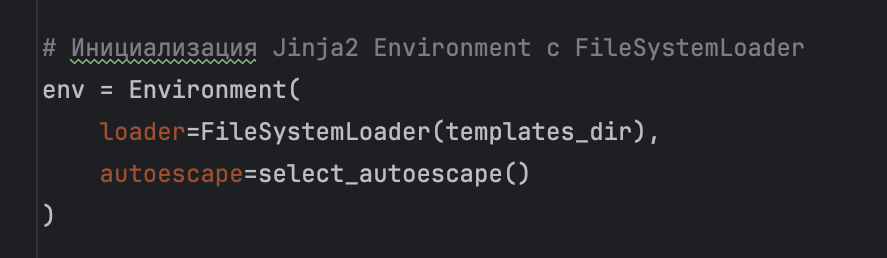 # Инициализация Jinja2 Environment с FileSystemLoader
env = Environment(
    loader=FileSystemLoader(templates_dir),
    autoescape=select_autoescape()
)